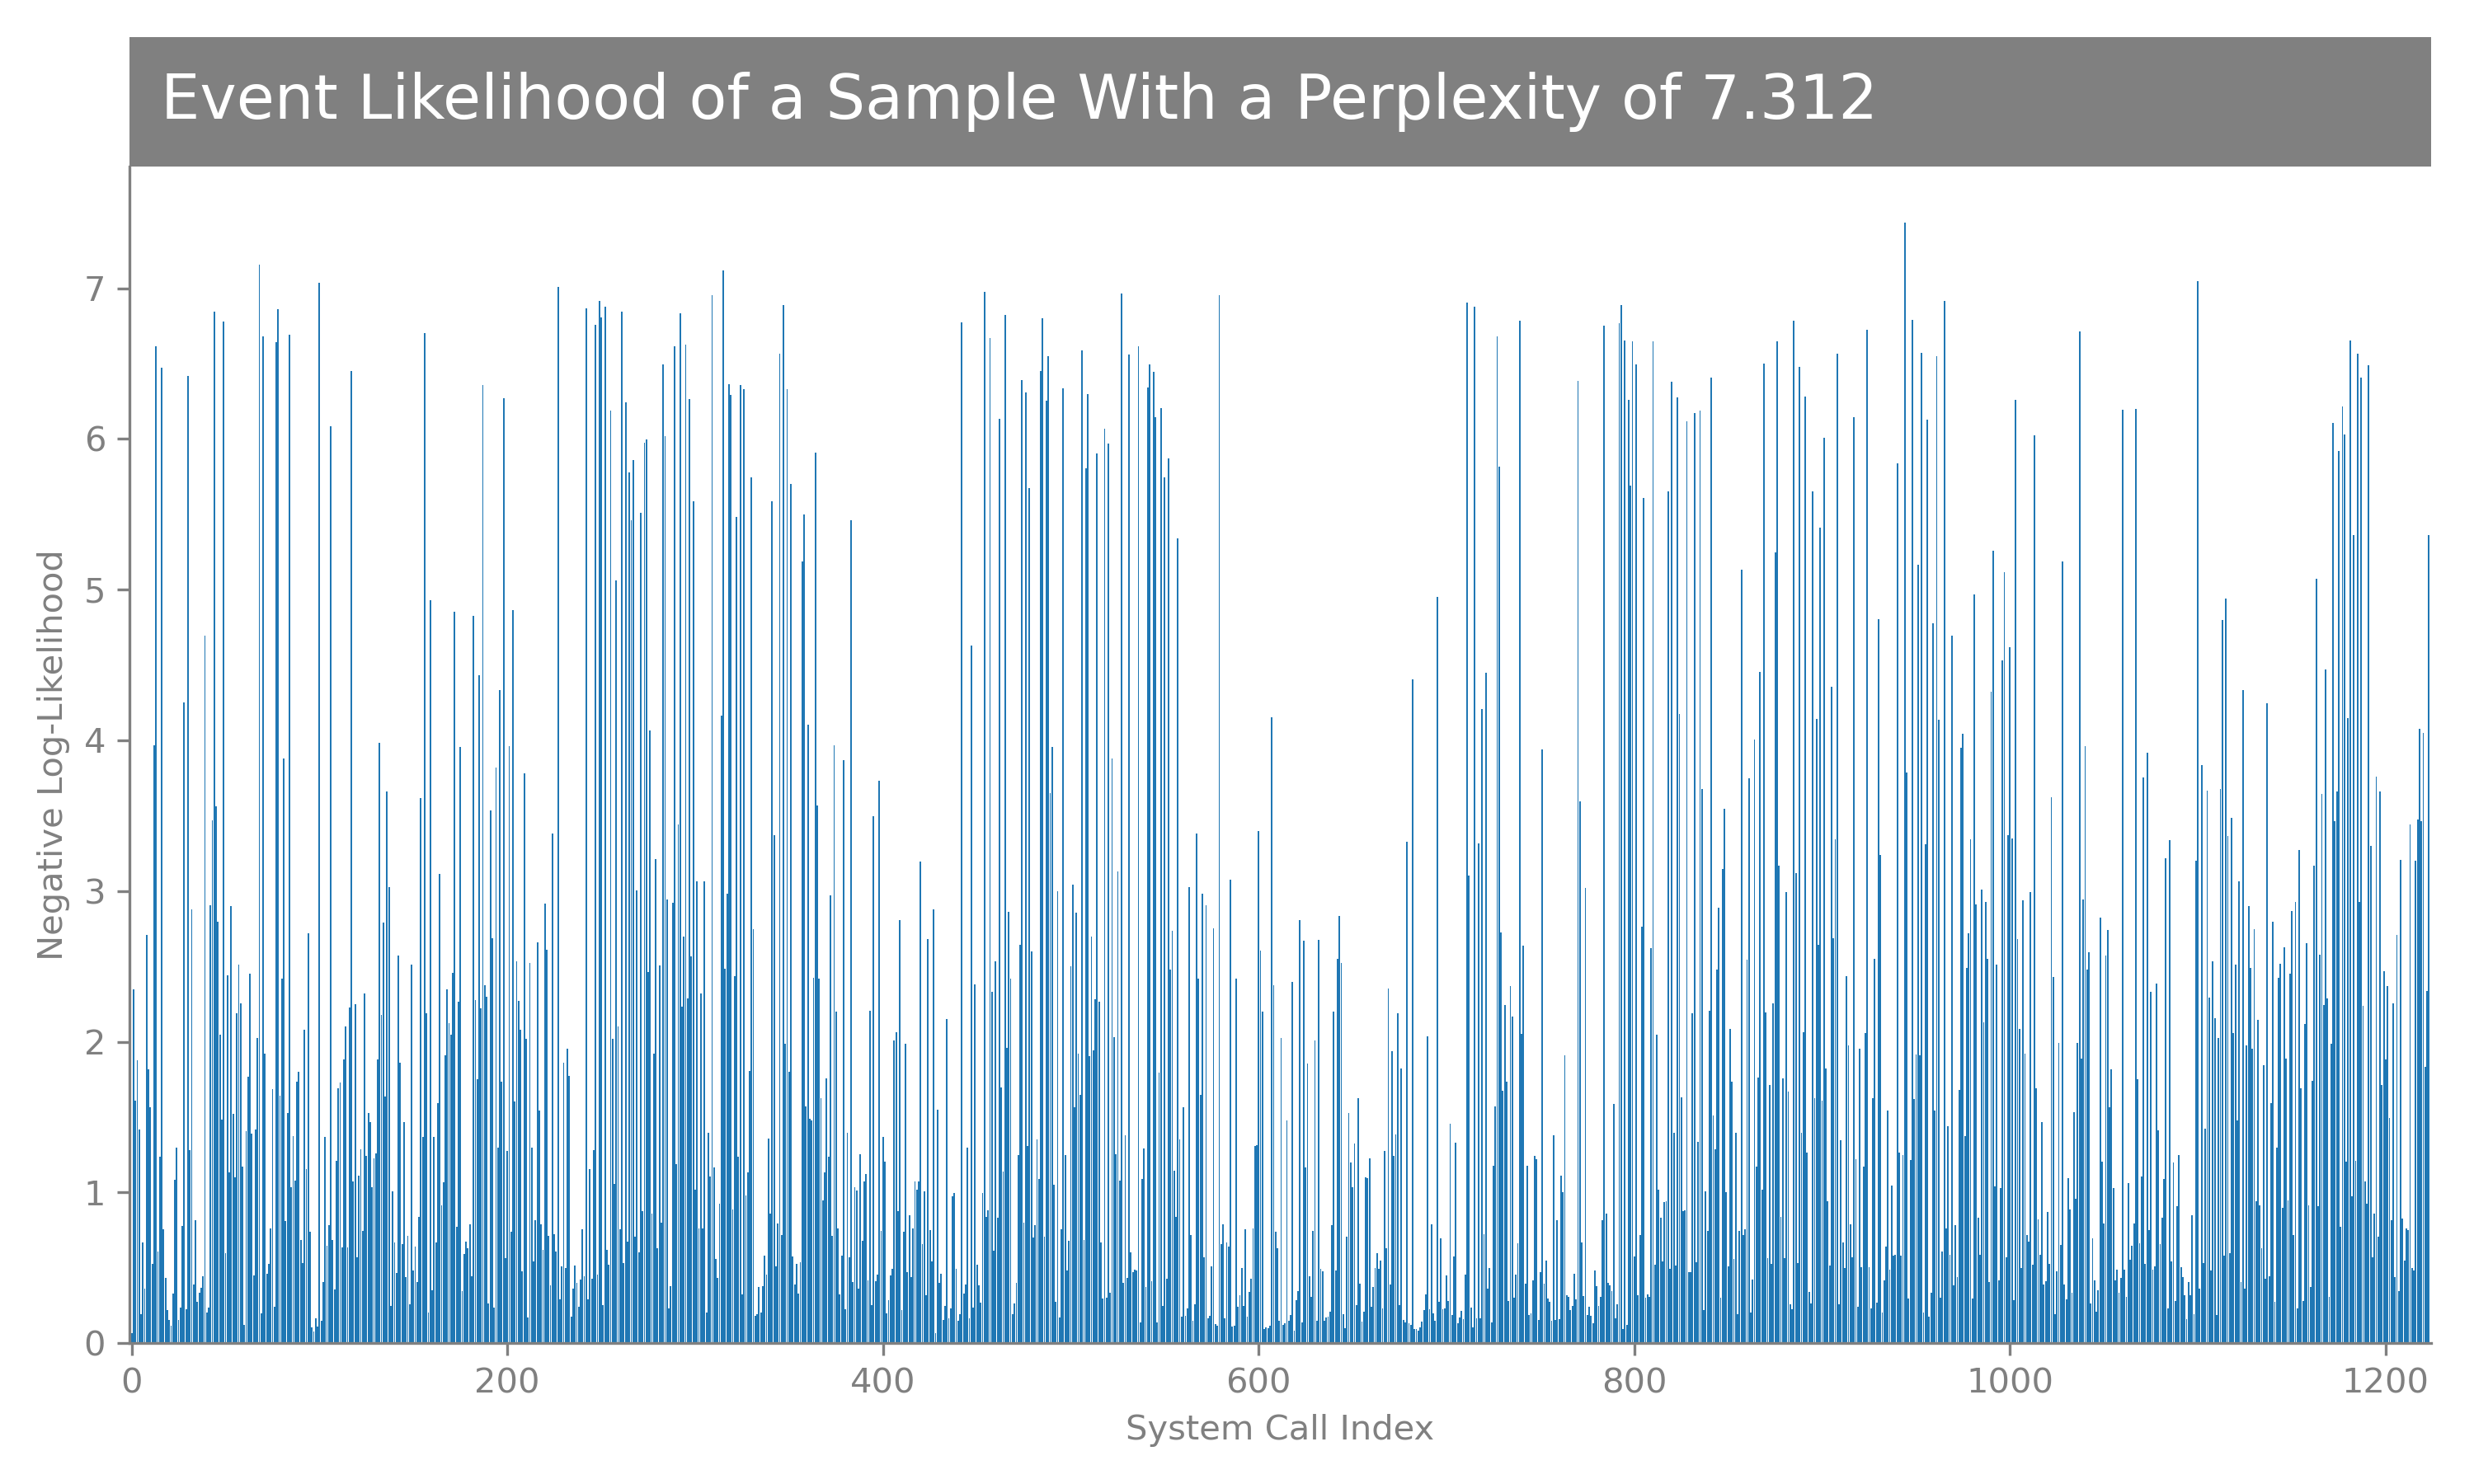 Event Likelihood of a Sample With a Perplexity of 7.312
7
6
5
4
3
2
1
0
Negative Log-Likelihood
0 200 400 600 800 1000 1200
System Call Index